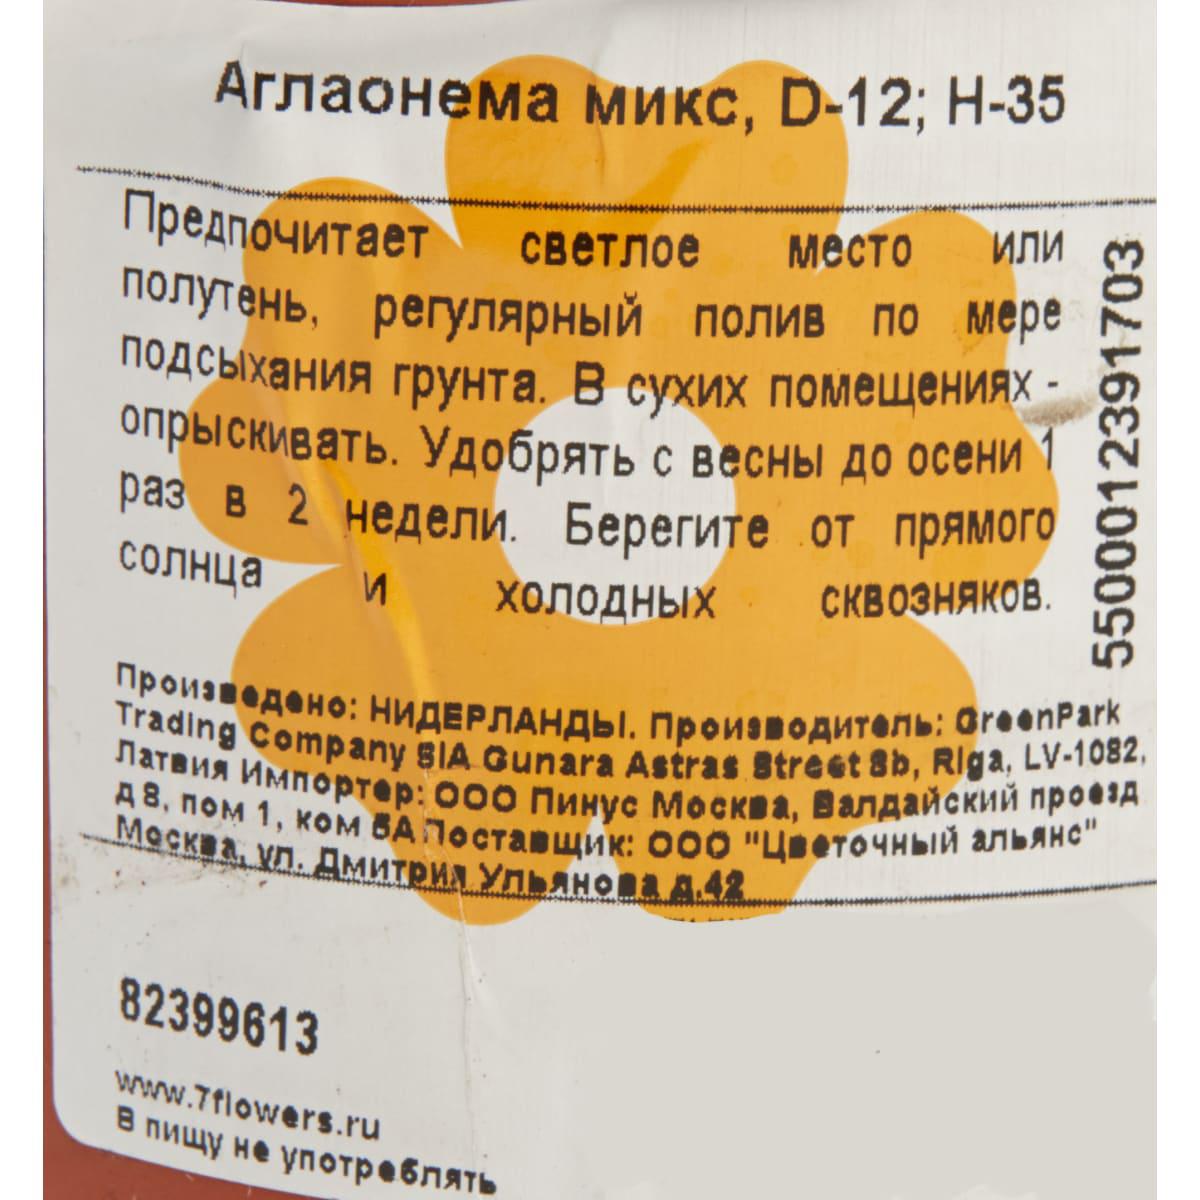 Аглаонема микс, D-12; H-35
Предпочитает светлое место или
полутень, регулярный полив по мере
подсыхания грунта. В сухих помещениях -
опрыскивать. Удобрять с весны до осени 1
раз в 2 недели. Берегите от прямого
солнца и холодных сквозняков.
5500012391703
Произведено: НИДЕРЛАНДЫ. Производитель: GreenPark
Trading Company SIA Gunara Astras Street 8b, Riga, LV-1082,
Латвия Импортер: ООО Пинус Москва, Валдайский проезд
д 8, пом 1, ком 5А Поставщик: ООО "Цветочный альянс"
Москва, ул. Дмитрия Ульянова д.42
82399613
www.7flowers.ru
В пищу не употреблять